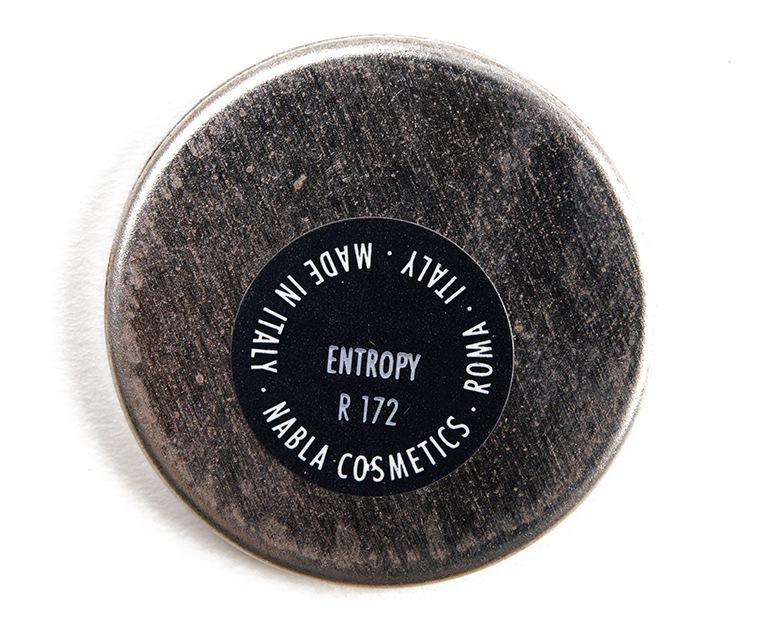 ENTROPY
R 172
NABLA COSMETICS · ROMA · ITALY · MADE IN ITALY ·